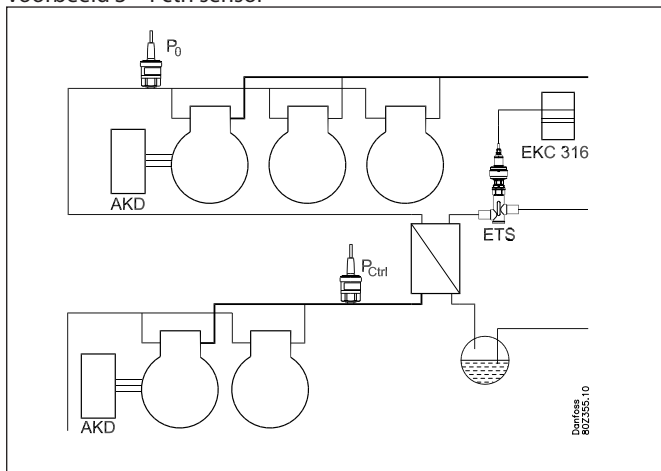 P0
EKC 316
AKD
ETS
PCtrl
AKD
Danfoss
80Z355.10